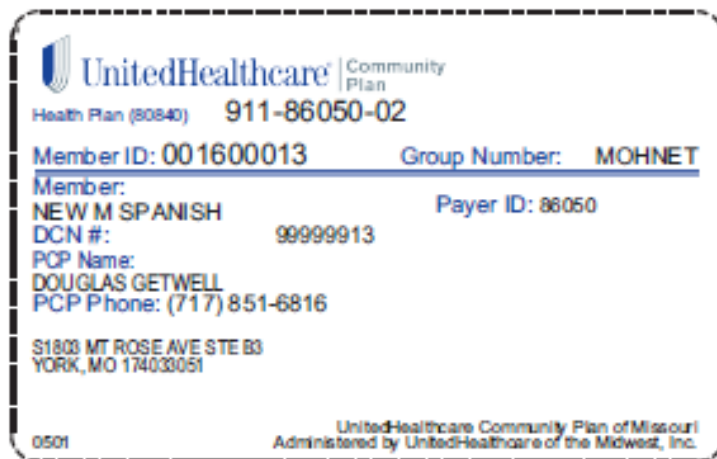 UnitedHealthcare Community Plan
Health Plan (80840) 911-86050-02
Member ID: 001600013 Group Number: MOHNET
Member:
NEW M SPANISH Payer ID: 86050
DCN #: 99999913
PCP Name:
DOUGLAS GETWELL
PCP Phone: (717) 851-6816
S1803 MT ROSE AVE STE B3
YORK, MO 174033051
UnitedHealthcare Community Plan of Missouri
0501 Administered by UnitedHealthcare of the Midwest, Inc.